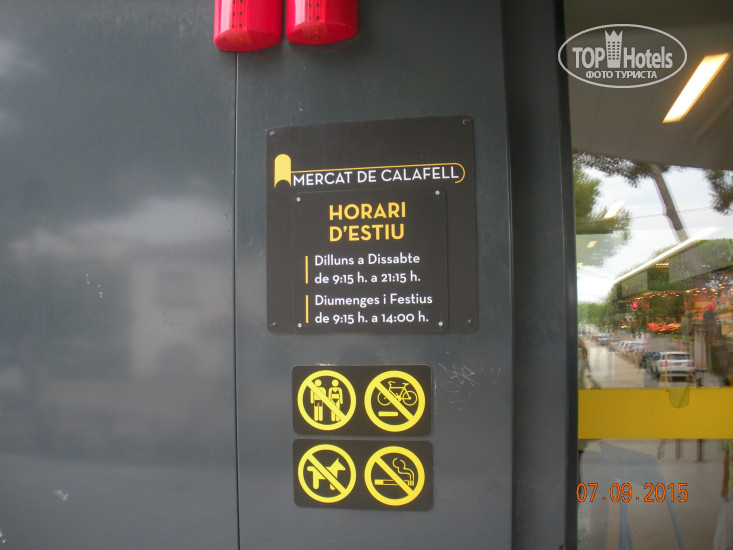 TOP Hotels
ФОТО ТУРИСТА
MERCAT DE CALAFELL
HORARI
D'ESTIU
Dilluns a Dissabte
de 9:15 h. a 21:15 h.
Diumenges i Festius
de 9:15 h. a 14:00 h.
07.09.2015